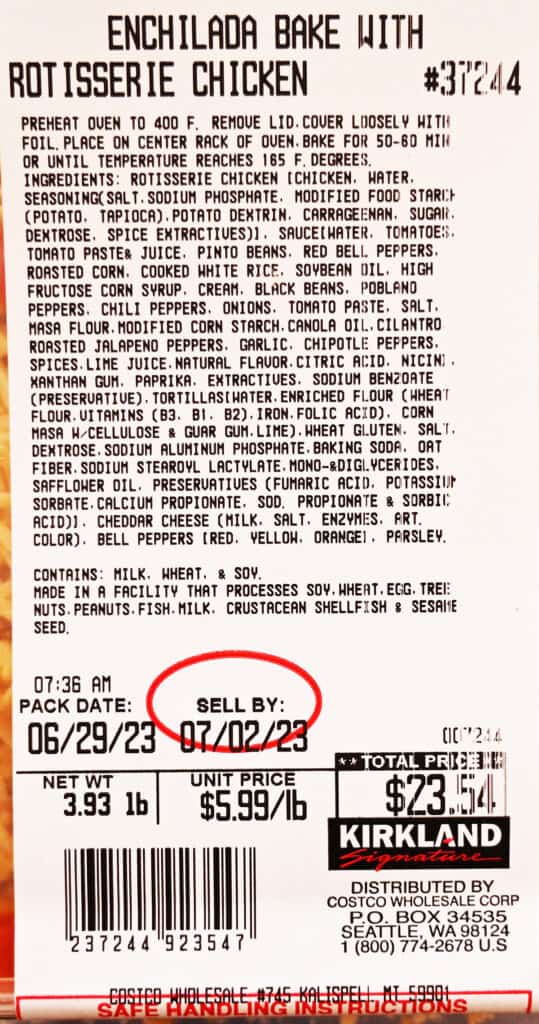 ENCHILADA BAKE WITH
ROTISSERIE CHICKEN #37244
PREHEAT OVEN TO 400 F. REMOVE LID.COVER LOOSELY WITH
FOIL. PLACE ON CENTER RACK OF OVEN.BAKE FOR 50-60 MIN
OR UNTIL TEMPERATURE REACHES 165 F. DEGREES.
INGREDIENTS: ROTISSERIE CHICKEN [CHICKEN, WATER,
SEASONING(SALT,SODIUM PHOSPHATE, MODIFIED FOOD STARCH
(POTATO, TAPIOCA),POTATO DEXTRIN, CARRAGEENAN, SUGAR,
DEXTROSE, SPICE EXTRACTIVES)], SAUCE[WATER, TOMATOES,
TOMATO PASTE& JUICE, PINTO BEANS, RED BELL PEPPERS,
ROASTED CORN, COOKED WHITE RICE, SOYBEAN OIL, HIGH
FRUCTOSE CORN SYRUP, CREAM, BLACK BEANS, POBLANO
PEPPERS, CHILI PEPPERS, ONIONS, TOMATO PASTE, SALT,
MASA FLOUR,MODIFIED CORN STARCH,CANOLA OIL,CILANTRO
ROASTED JALAPENO PEPPERS, GARLIC, CHIPOTLE PEPPERS,
SPICES,LIME JUICE,NATURAL FLAVOR,CITRIC ACID, NICIN),
XANTHAN GUM, PAPRIKA, EXTRACTIVES, SODIUM BENZOATE
(PRESERVATIVE),TORTILLAS[WATER,ENRICHED FLOUR (WHEAT
FLOUR,VITAMINS (B3, B1, B2),IRON,FOLIC ACID), CORN
MASA W/CELLULOSE & GUAR GUM,LIME),WHEAT GLUTEN, SALT,
DEXTROSE,SODIUM ALUMINUM PHOSPHATE,BAKING SODA, OAT
FIBER,SODIUM STEAROYL LACTYLATE,MONO-&DIGLYCERIDES,
SAFFLOWER OIL, PRESERVATIVES (FUMARIC ACID, POTASSIUM
SORBATE,CALCIUM PROPIONATE, SOD. PROPIONATE & SORBIC
ACID)], CHEDDAR CHEESE (MILK, SALT, ENZYMES, ART.
COLOR), BELL PEPPERS [RED, YELLOW, ORANGE], PARSLEY.
CONTAINS: MILK, WHEAT, & SOY.
MADE IN A FACILITY THAT PROCESSES SOY,WHEAT,EGG,TREE
NUTS,PEANUTS,FISH,MILK, CRUSTACEAN SHELLFISH & SESAME
SEED.
07:36 AM
PACK DATE: SELL BY:
06/29/23 07/02/23 007244
**TOTAL PRICE**
NET WT UNIT PRICE $23.54
3.93 lb $5.99/lb
KIRKLAND
Signature
DISTRIBUTED BY
COSTCO WHOLESALE CORP
P.O. BOX 34535
SEATTLE, WA 98124
1 (800) 774-2678 U.S
237244 923547
COSTCO WHOLESALE #745 KALISPELL MT 59901
SAFE HANDLING INSTRUCTIONS